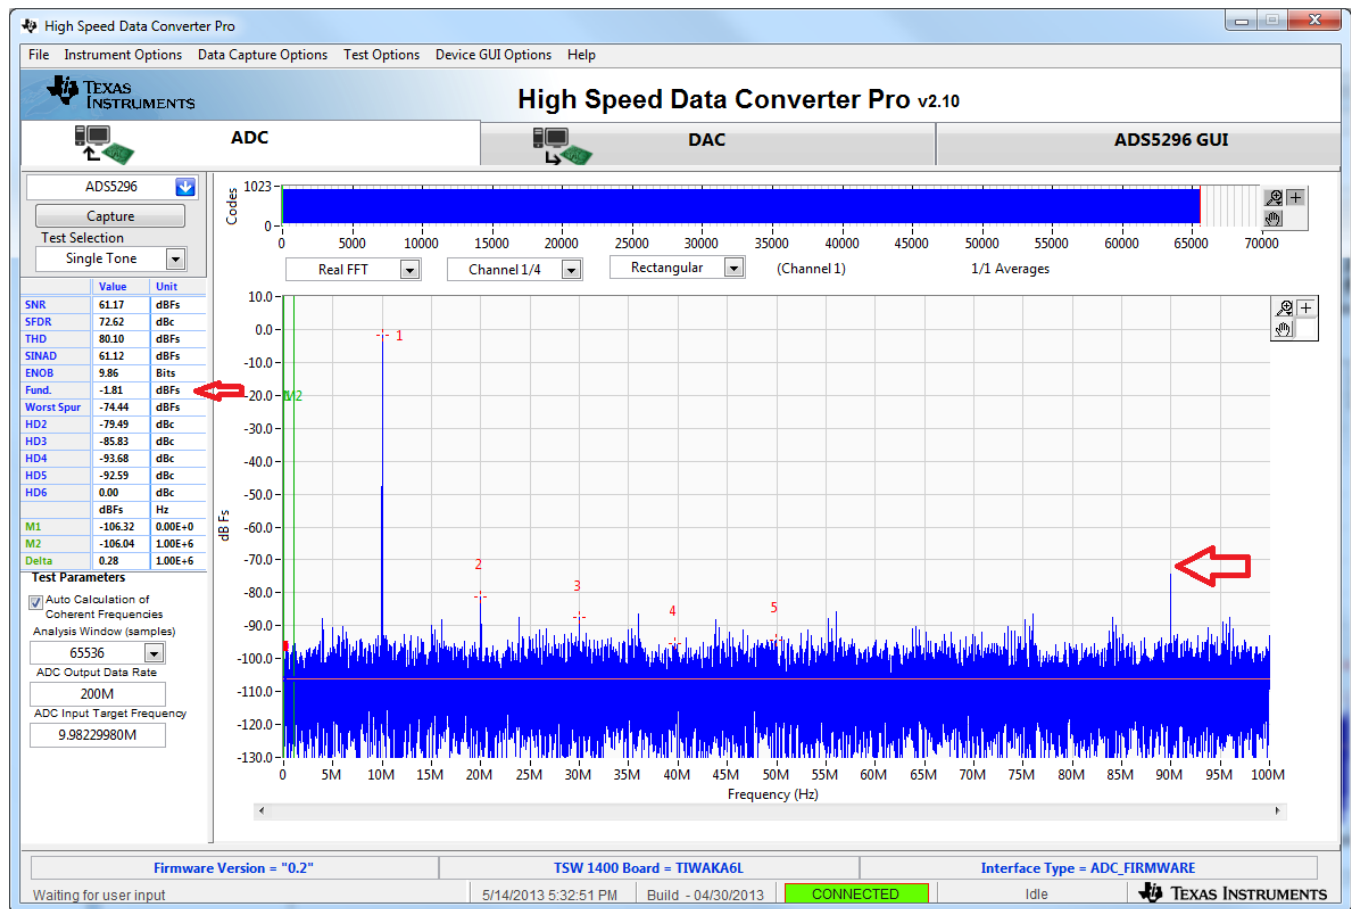 High Speed Data Converter Pro
File Instrument Options Data Capture Options Test Options Device GUI Options Help
TEXAS INSTRUMENTS
High Speed Data Converter Pro v2.10
ADC DAC ADS5296 GUI
ADS5296
Capture
Test Selection
Single Tone
Value Unit
SNR 61.17 dBFs
SFDR 72.62 dBc
THD 80.10 dBFs
SINAD 61.12 dBFs
ENOB 9.86 Bits
Fund. -1.81 dBFs
Worst Spur -74.44 dBFs
HD2 -79.49 dBc
HD3 -85.83 dBc
HD4 -93.68 dBc
HD5 -92.59 dBc
HD6 0.00 dBc
dBFs Hz
M1 -106.32 0.00E+0
M2 -106.04 1.00E+6
Delta 0.28 1.00E+6
Test Parameters
Auto Calculation of
Coherent Frequencies
Analysis Window (samples)
65536
ADC Output Data Rate
200M
ADC Input Target Frequency
9.98229980M
Codes
1023
0
0 5000 10000 15000 20000 25000 30000 35000 40000 45000 50000 55000 60000 65000 70000
Real FFT Channel 1/4 Rectangular (Channel 1) 1/1 Averages
dB Fs
10.0
0.0
-10.0
-20.0
-30.0
-40.0
-50.0
-60.0
-70.0
-80.0
-90.0
-100.0
-110.0
-120.0
-130.0
M2
1
2
3
4
5
0 5M 10M 15M 20M 25M 30M 35M 40M 45M 50M 55M 60M 65M 70M 75M 80M 85M 90M 95M 100M
Frequency (Hz)
Firmware Version = "0.2" TSW 1400 Board = TIWAKA6L Interface Type = ADC_FIRMWARE
Waiting for user input 5/14/2013 5:32:51 PM Build - 04/30/2013 CONNECTED Idle TEXAS INSTRUMENTS